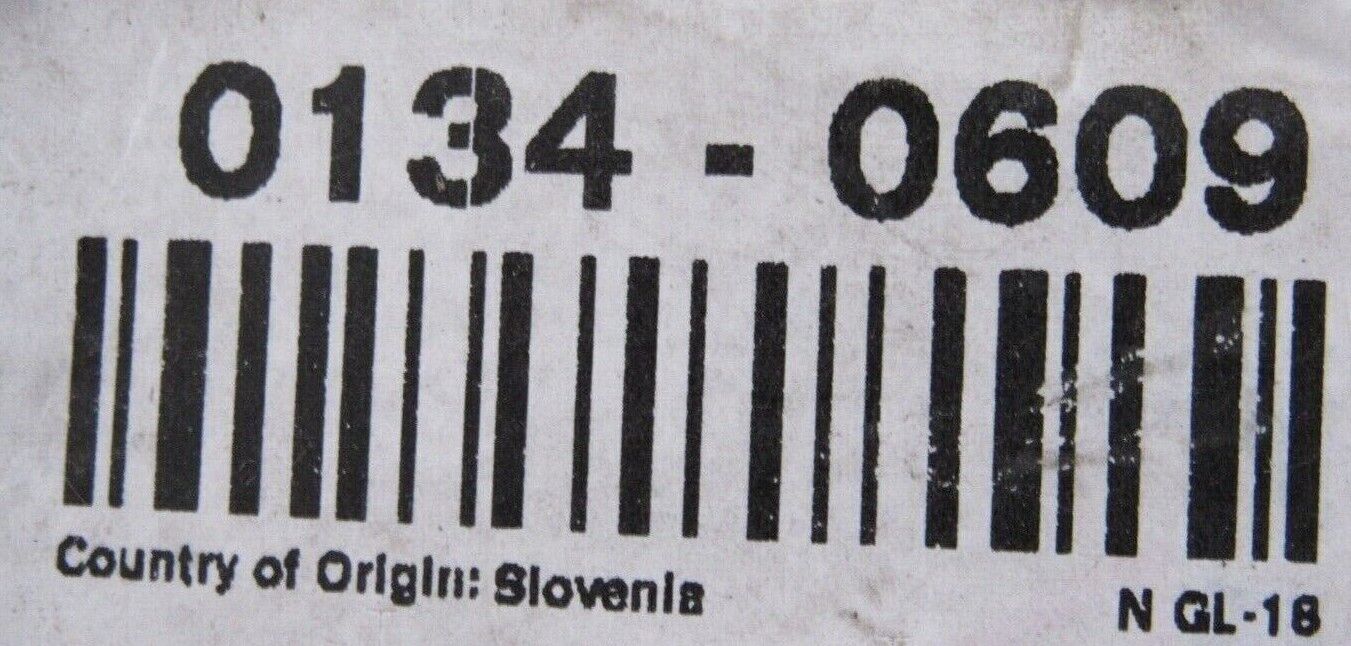 0134-0609
Country of Origin: Slovenia
N GL-18